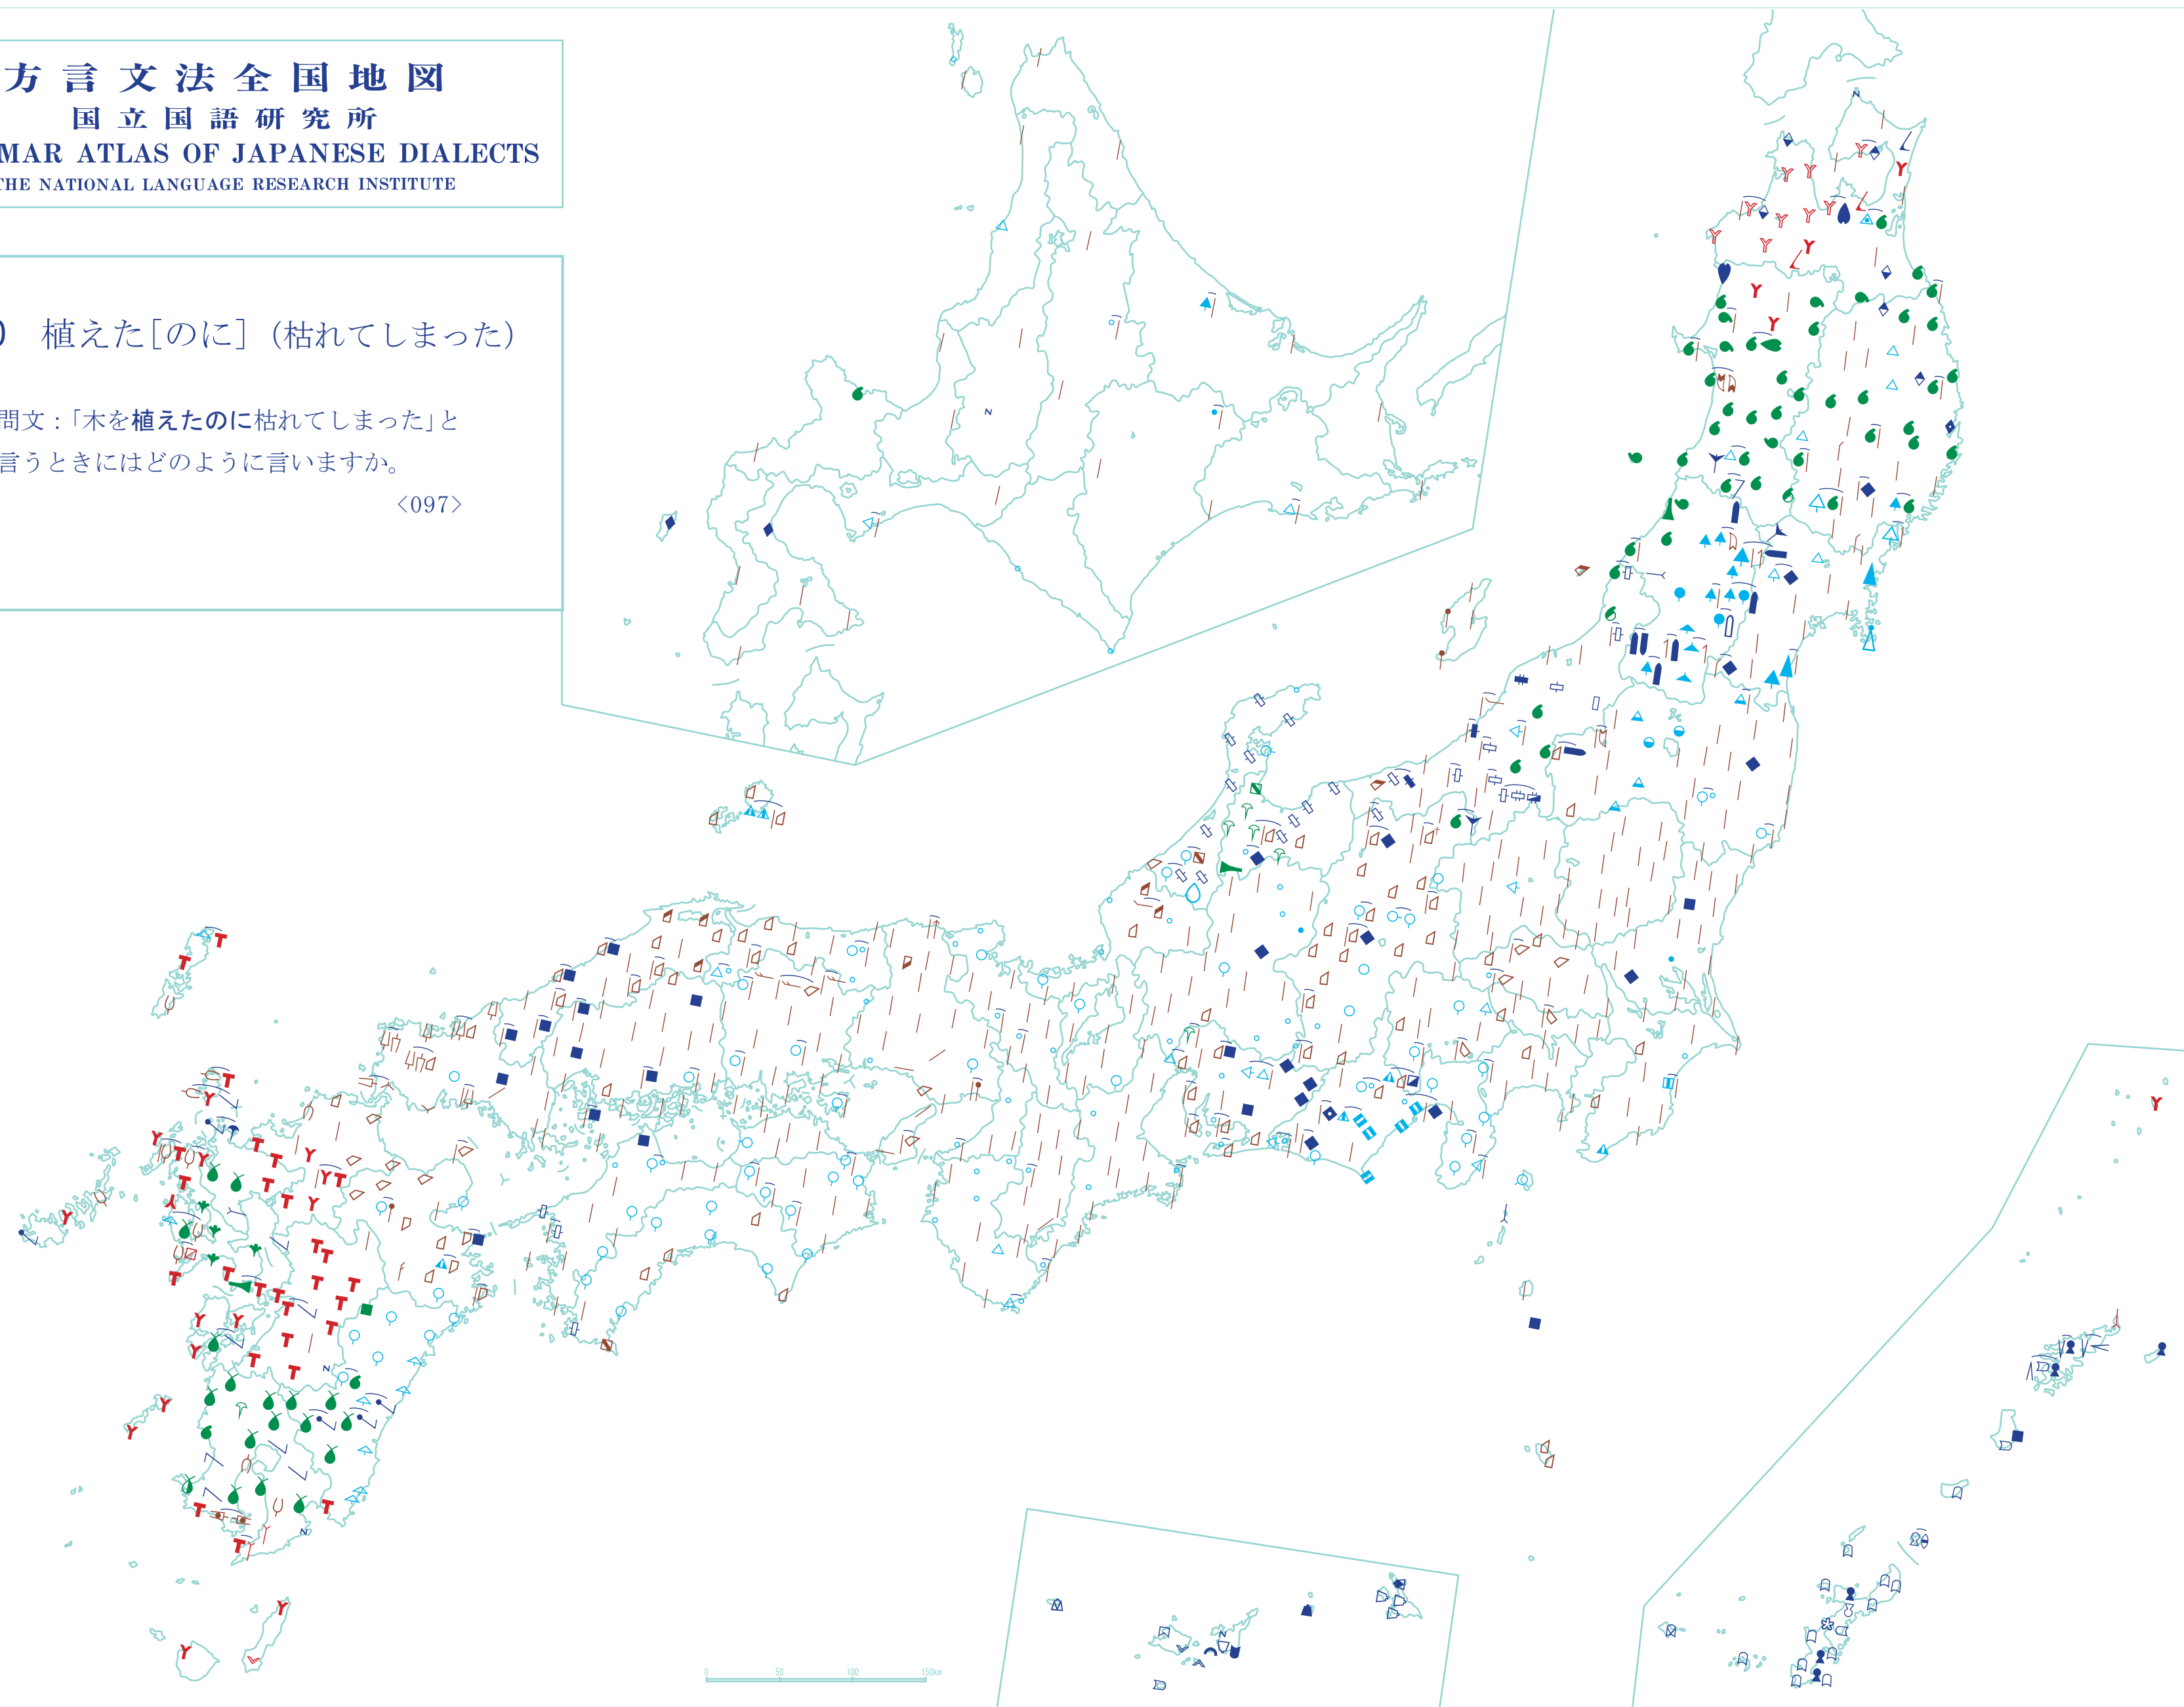 方言文法全国地図
国立国語研究所
MAR ATLAS OF JAPANESE DIALECTS
THE NATIONAL LANGUAGE RESEARCH INSTITUTE
0 植えた[のに](枯れてしまった)
問文:「木を植えたのに枯れてしまった」と
言うときにはどのように言いますか。
<097>
0 50 100 150km